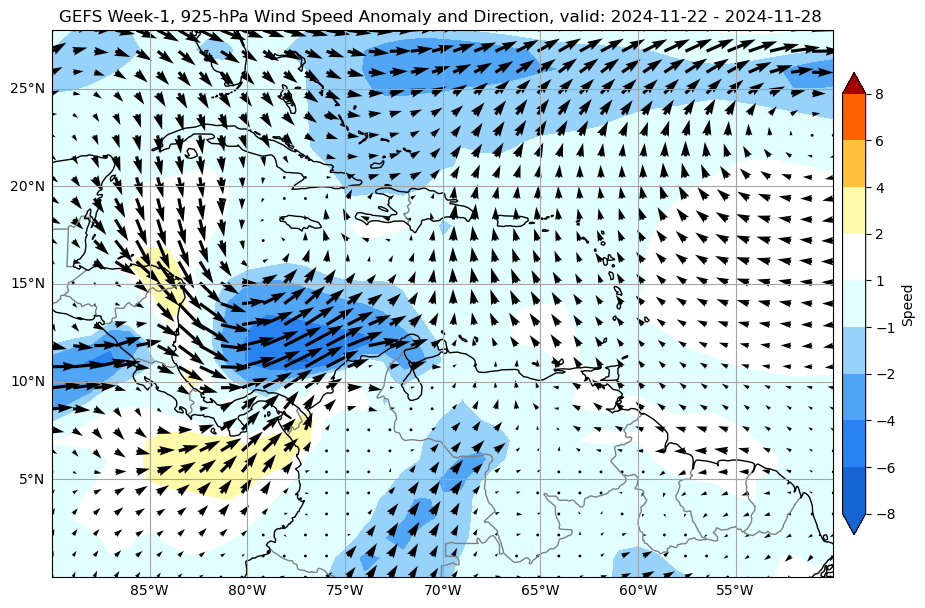 GEFS Week-1, 925-hPa Wind Speed Anomaly and Direction, valid: 2024-11-22 - 2024-11-28
25°N
20°N
15°N
10°N
5°N
85°W
80°W
75°W
70°W
65°W
60°W
55°W
8
6
4
2
1
−1
−2
−4
−6
−8
Speed